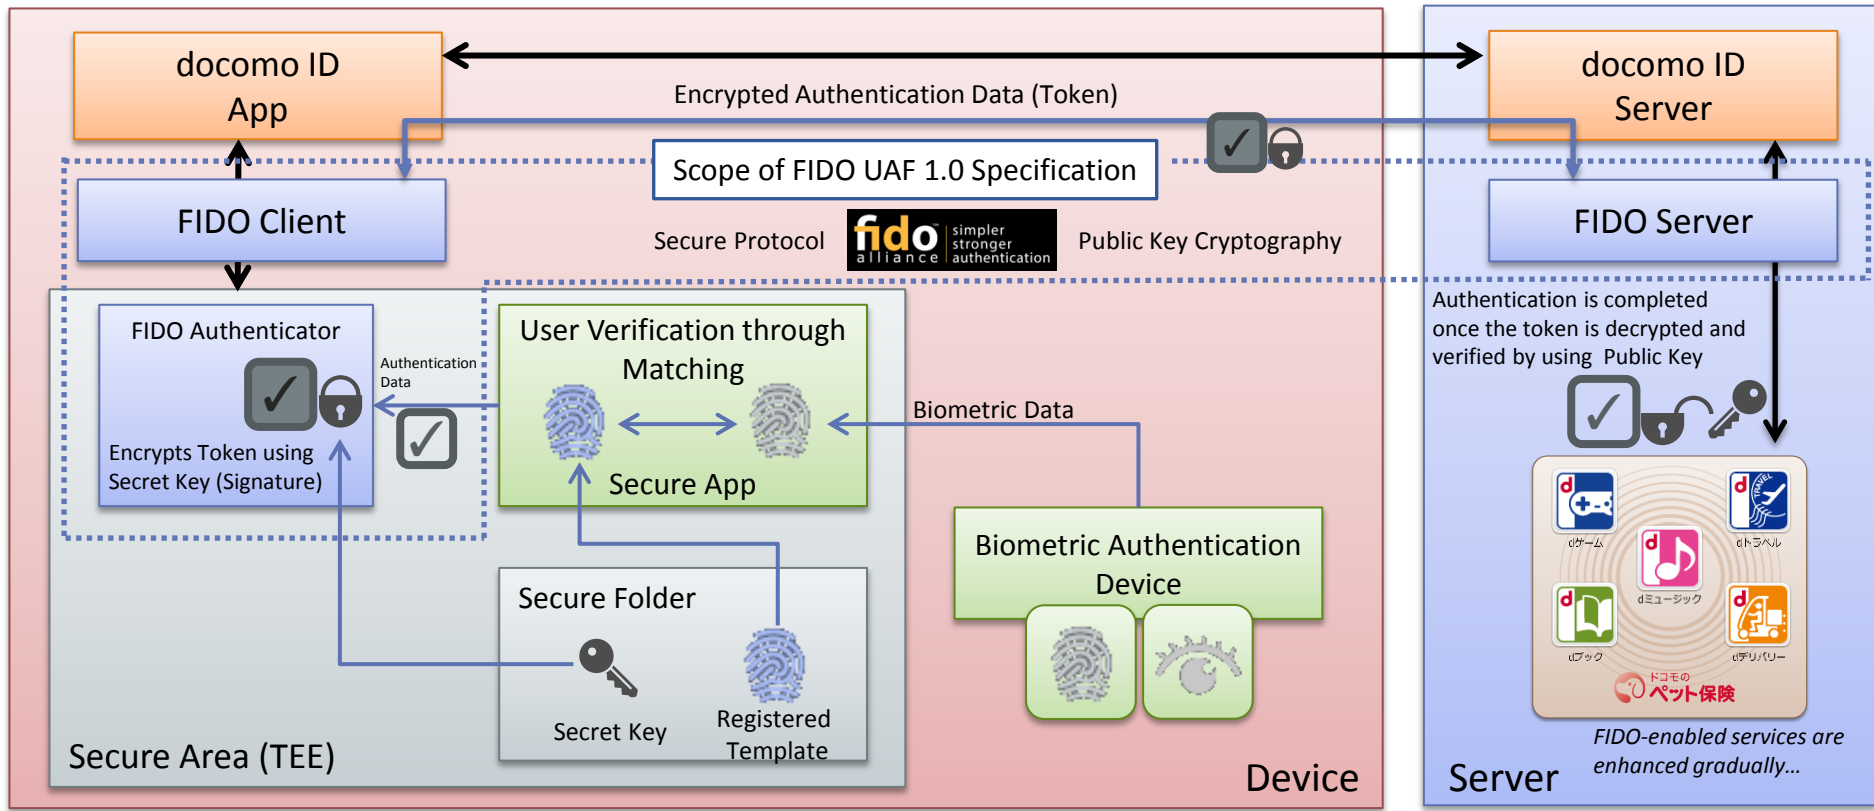 docomo ID
App
docomo ID
Server
Encrypted Authentication Data (Token)
Scope of FIDO UAF 1.0 Specification
FIDO Client
FIDO Server
Secure Protocol
fido™
alliance
simpler
stronger
authentication
Public Key Cryptography
Authentication is completed
once the token is decrypted and
verified by using Public Key
FIDO Authenticator
Encrypts Token using
Secret Key (Signature)
Authentication
Data
User Verification through
Matching
Secure App
Biometric Data
Biometric Authentication
Device
Secure Folder
Secret Key
Registered
Template
Secure Area (TEE)
Device
d
dゲーム
d
TRAVEL
dトラベル
d
dミュージック
d
dブック
d
dデリバリー
ドコモの
ペット保険
FIDO-enabled services are
enhanced gradually...
Server